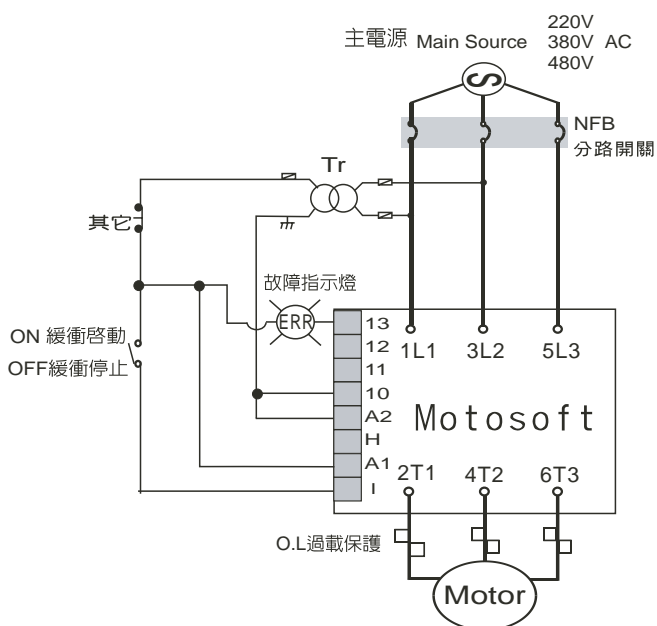 220V
主電源 Main Source 380V AC
480V
NFB
分路開關
Tr
其它
故障指示燈
ERR
ON 緩衝啓動
OFF緩衝停止
13
12
11
10
A2
H
A1
I
1L1 3L2 5L3
Motosoft
2T1 4T2 6T3
O.L過載保護
Motor
S